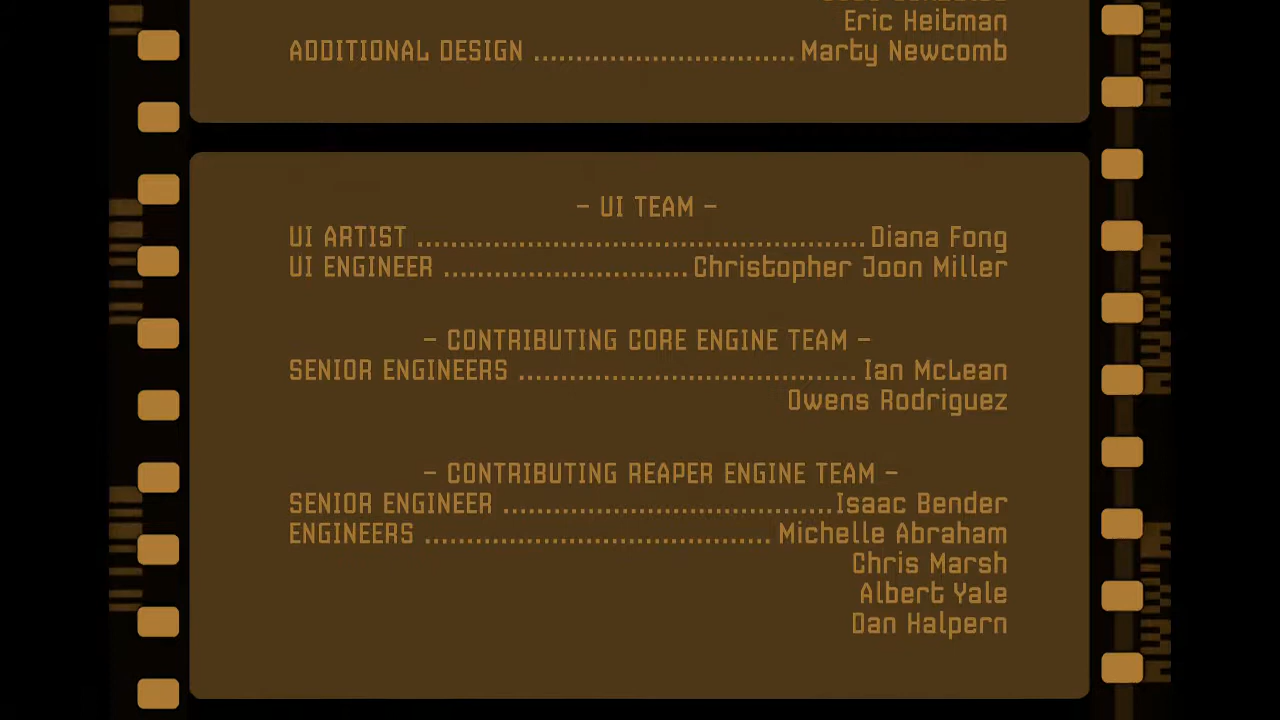 Eric Heitman
ADDITIONAL DESIGN ............................... Marty Newcomb
– UI TEAM –
UI ARTIST ..................................................... Diana Fong
UI ENGINEER ............................. Christopher Joon Miller
– CONTRIBUTING CORE ENGINE TEAM –
SENIOR ENGINEERS ........................................ Ian McLean
Owens Rodriguez
– CONTRIBUTING REAPER ENGINE TEAM –
SENIOR ENGINEER ....................................... Isaac Bender
ENGINEERS ......................................... Michelle Abraham
Chris Marsh
Albert Yale
Dan Halpern